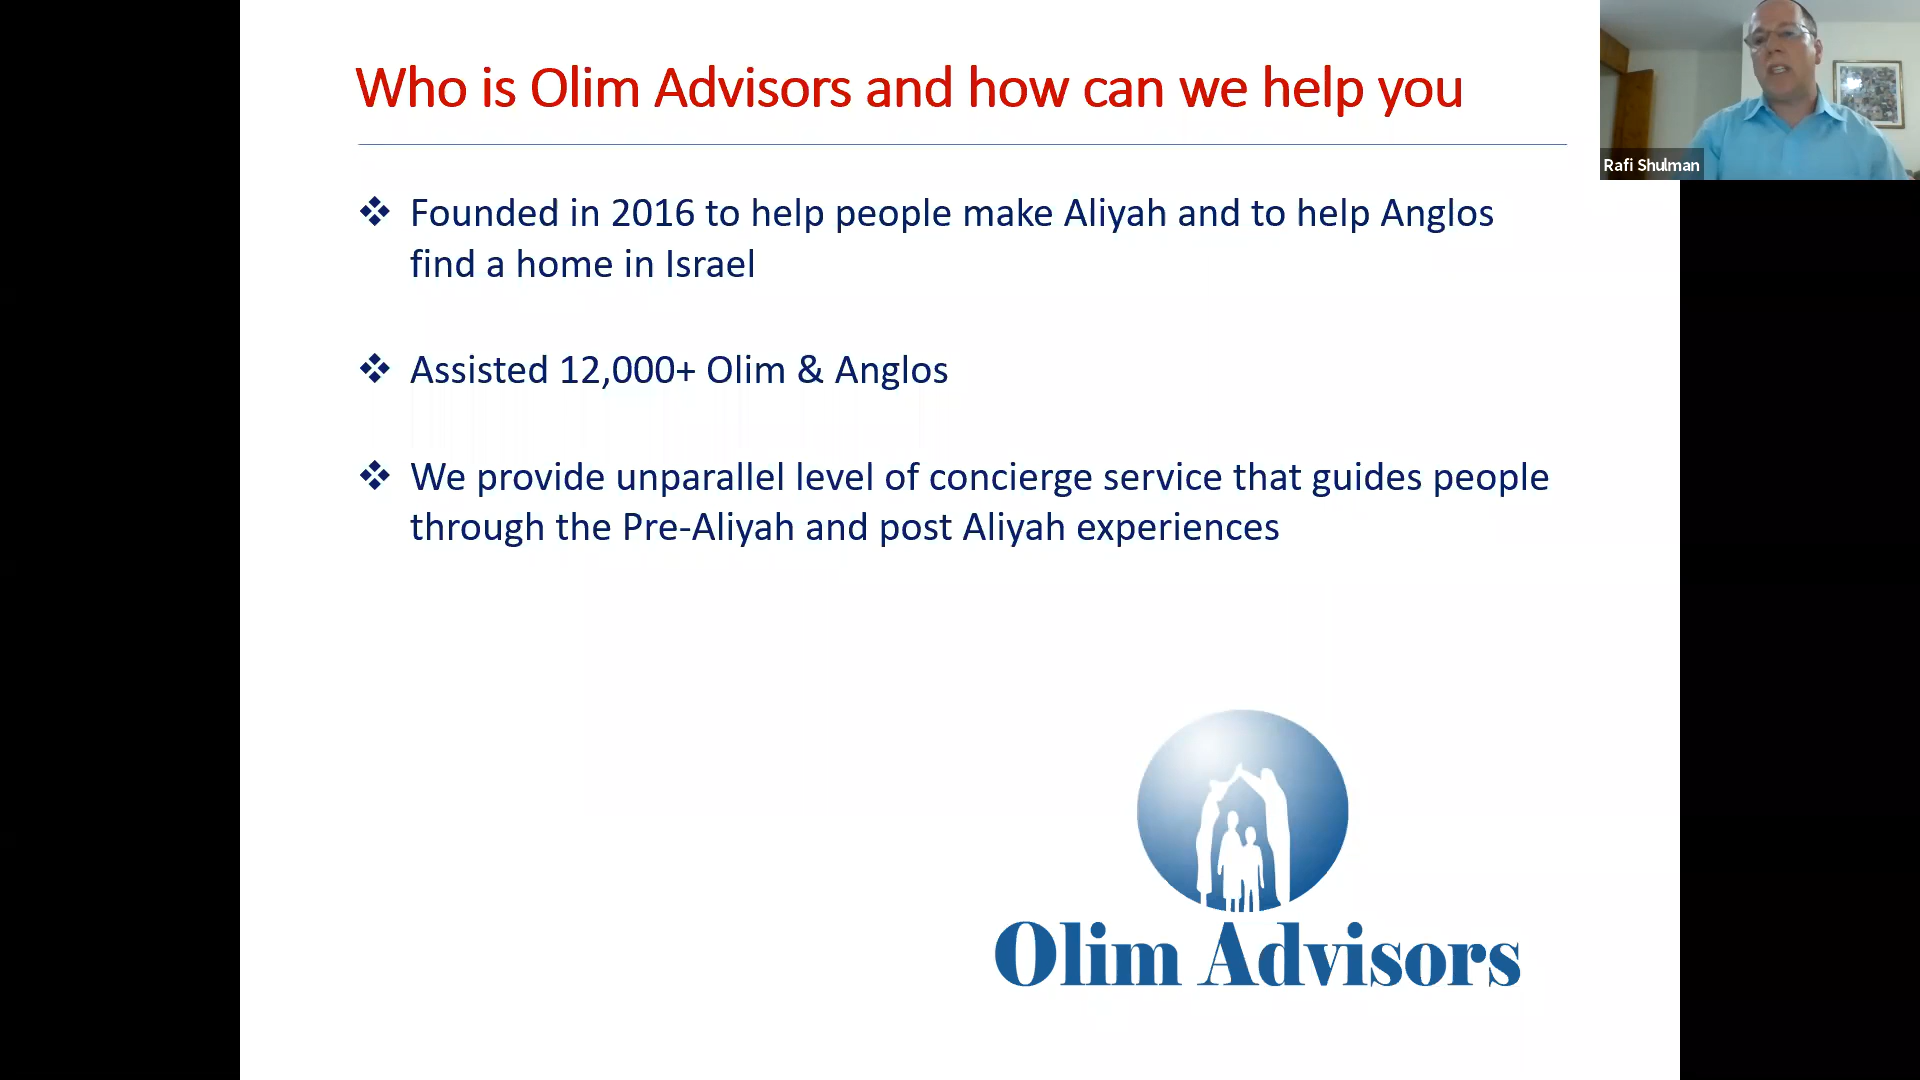 Who is Olim Advisors and how can we help you
Rafi Shulman
❖ Founded in 2016 to help people make Aliyah and to help Anglos
find a home in Israel
❖ Assisted 12,000+ Olim & Anglos
❖ We provide unparallel level of concierge service that guides people
through the Pre-Aliyah and post Aliyah experiences
Olim Advisors